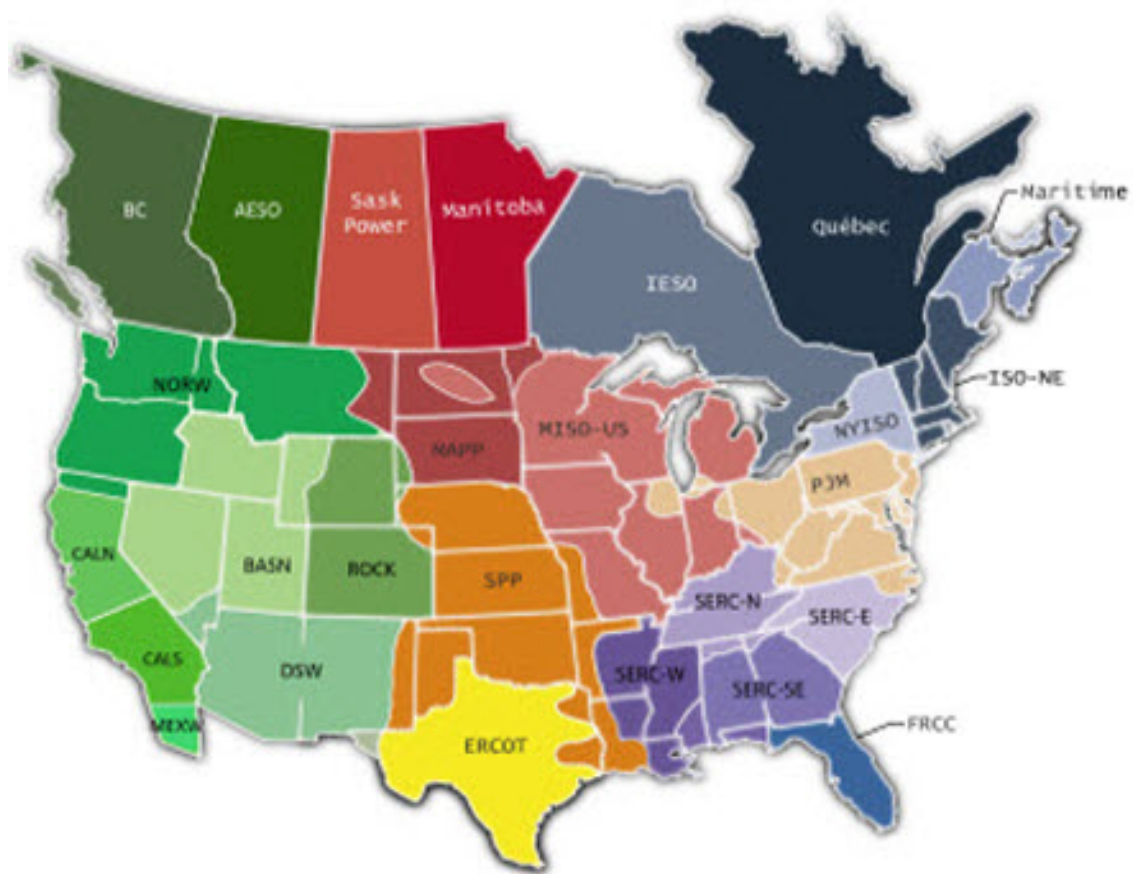 Maritime
BC
AESO
Sask
Power
Manitoba
Québec
IESO
ISO-NE
NORW
MISO-US
NYISO
MAPP
PJM
CALN
BASN
ROCK
SPP
SERC-N
SERC-E
CALS
DSW
SERC-W
SERC-SE
MEXW
FRCC
ERCOT